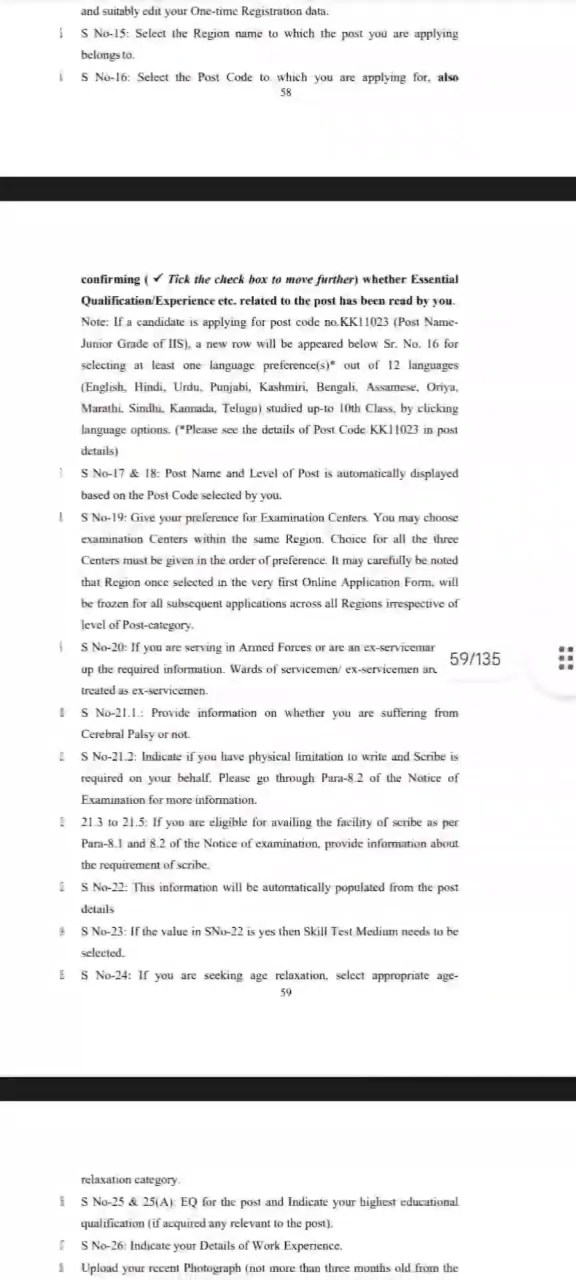 and suitably edit your One-time Registration data.
S No-15: Select the Region name to which the post you are applying
belongs to.
S No-16: Select the Post Code to which you are applying for, also
58
confirming ( ✓ Tick the check box to move further) whether Essential
Qualification/Experience etc. related to the post has been read by you.
Note: If a candidate is applying for post code no.KK11023 (Post Name-
Junior Grade of IIS), a new row will be appeared below Sr. No. 16 for
selecting at least one language preference(s)* out of 12 languages
(English, Hindi, Urdu, Punjabi, Kashmiri, Bengali, Assamese, Oriya,
Marathi, Sindhi, Kannada, Telugu) studied up-to 10th Class, by clicking
language options. (*Please see the details of Post Code KK11023 in post
details)
S No-17 & 18: Post Name and Level of Post is automatically displayed
based on the Post Code selected by you.
S No-19: Give your preference for Examination Centers. You may choose
examination Centers within the same Region. Choice for all the three
Centers must be given in the order of preference. It may carefully be noted
that Region once selected in the very first Online Application Form, will
be frozen for all subsequent applications across all Regions irrespective of
level of Post-category.
S No-20: If you are serving in Armed Forces or are an ex-serviceman
59/135
up the required information. Wards of servicemen/ ex-servicemen are
treated as ex-servicemen.
S No-21.1.: Provide information on whether you are suffering from
Cerebral Palsy or not.
S No-21.2: Indicate if you have physical limitation to write and Scribe is
required on your behalf. Please go through Para-8.2 of the Notice of
Examination for more information.
21.3 to 21.5: If you are eligible for availing the facility of scribe as per
Para-8.1 and 8.2 of the Notice of examination, provide information about
the requirement of scribe.
S No-22: This information will be automatically populated from the post
details
S No-23: If the value in SNo-22 is yes then Skill Test Medium needs to be
selected.
S No-24: If you are seeking age relaxation, select appropriate age-
59
relaxation category.
S No-25 & 25(A): EQ for the post and Indicate your highest educational
qualification (if acquired any relevant to the post).
S No-26: Indicate your Details of Work Experience.
Upload your recent Photograph (not more than three months old from the